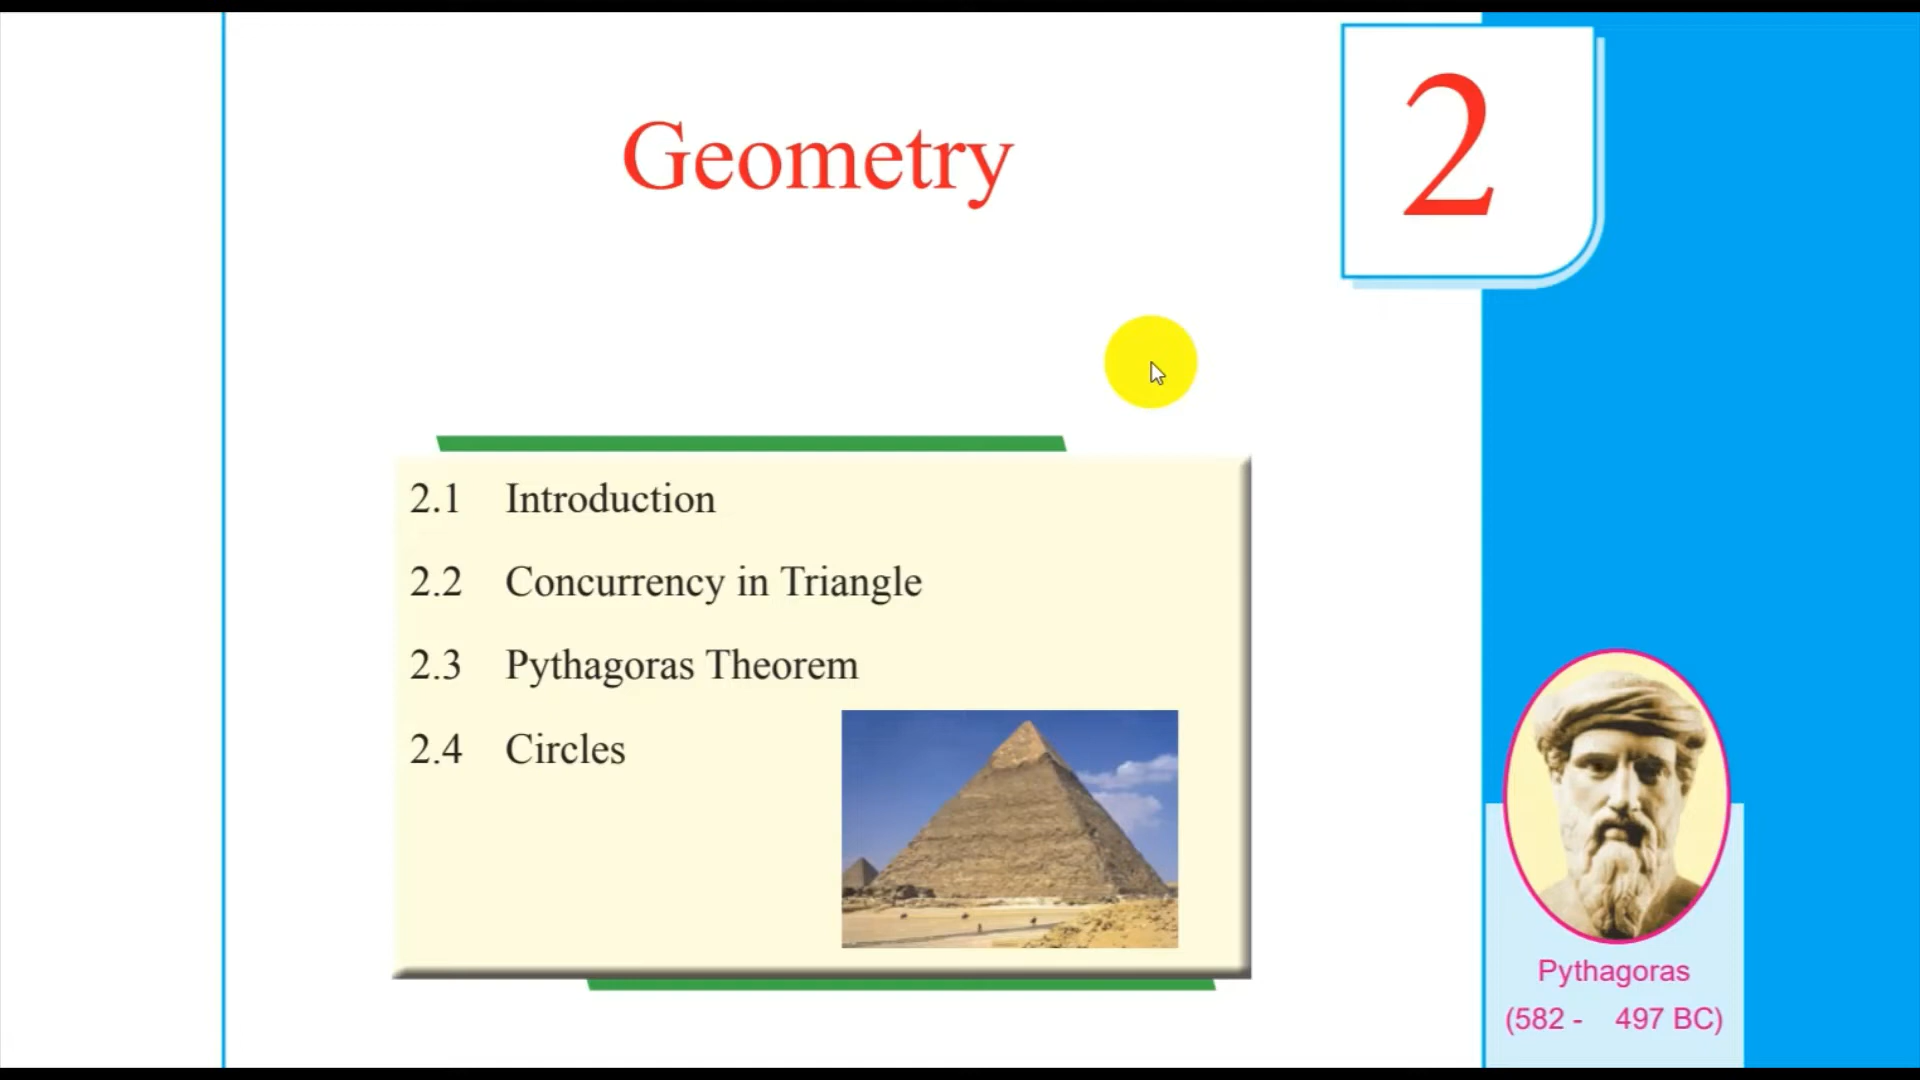 Geometry
2
2.1 Introduction
2.2 Concurrency in Triangle
2.3 Pythagoras Theorem
2.4 Circles
Pythagoras
(582 - 497 BC)